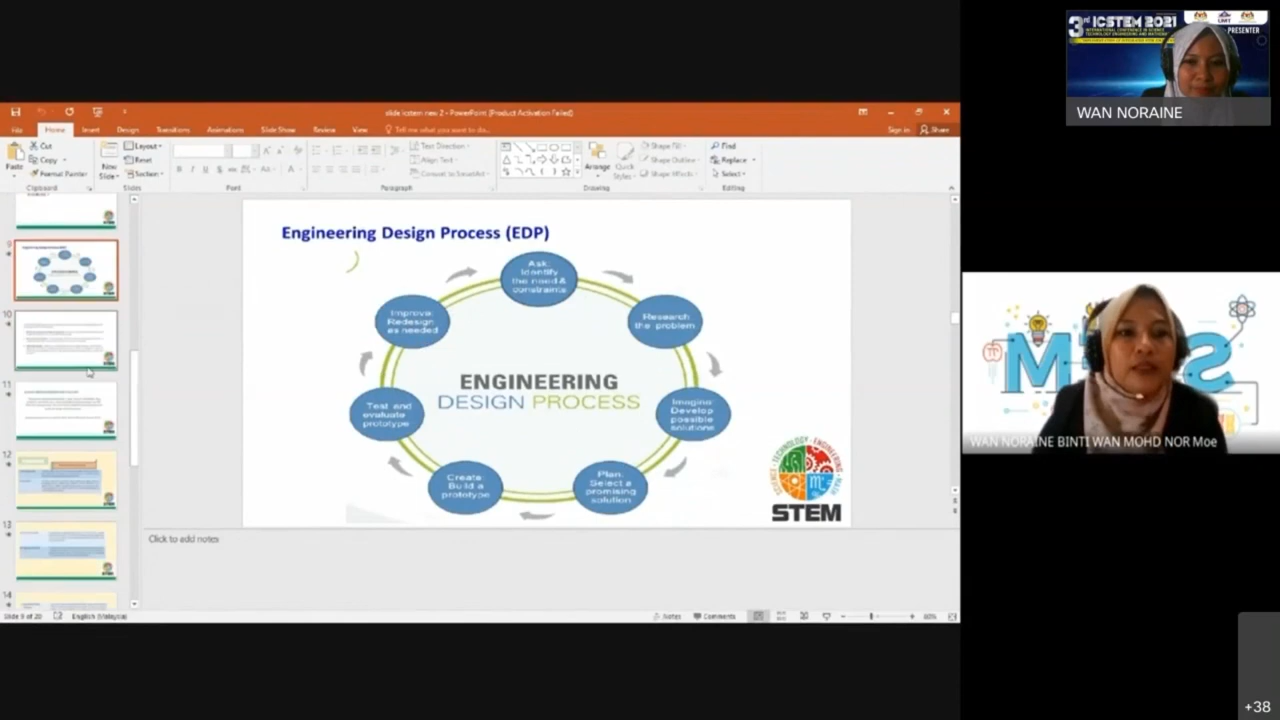 slide icstem new 2 - PowerPoint (Product Activation Failed)
File Home Insert Design Transitions Animations Slide Show Review View Tell me what you want to do... Sign in Share
Paste
Cut
Copy
Format Painter
Clipboard
New
Slide
Layout
Reset
Section
Slides
Font
Text Direction
Align Text
Convert to SmartArt
Paragraph
Arrange
Quick
Styles
Shape Fill
Shape Outline
Shape Effects
Drawing
Find
Replace
Select
Editing
9
10
11
12
13
14
Engineering Design Process (EDP)
Ask:
Identify
the need &
constraints
Research
the problem
Imagine:
Develop
possible
solutions
Plan:
Select a
promising
solution
Create:
Build a
prototype
Test and
evaluate
prototype
Improve:
Redesign
as needed
ENGINEERING
DESIGN PROCESS
SCIENCE • TECHNOLOGY • ENGINEERING • MATH
STEM
Click to add notes
Slide 9 of 20 English (Malaysia)
Notes Comments 60%
3rd ICSTEM 2021
PRESENTER
WAN NORAINE
WAN NORAINE BINTI WAN MOHD NOR Moe
+38